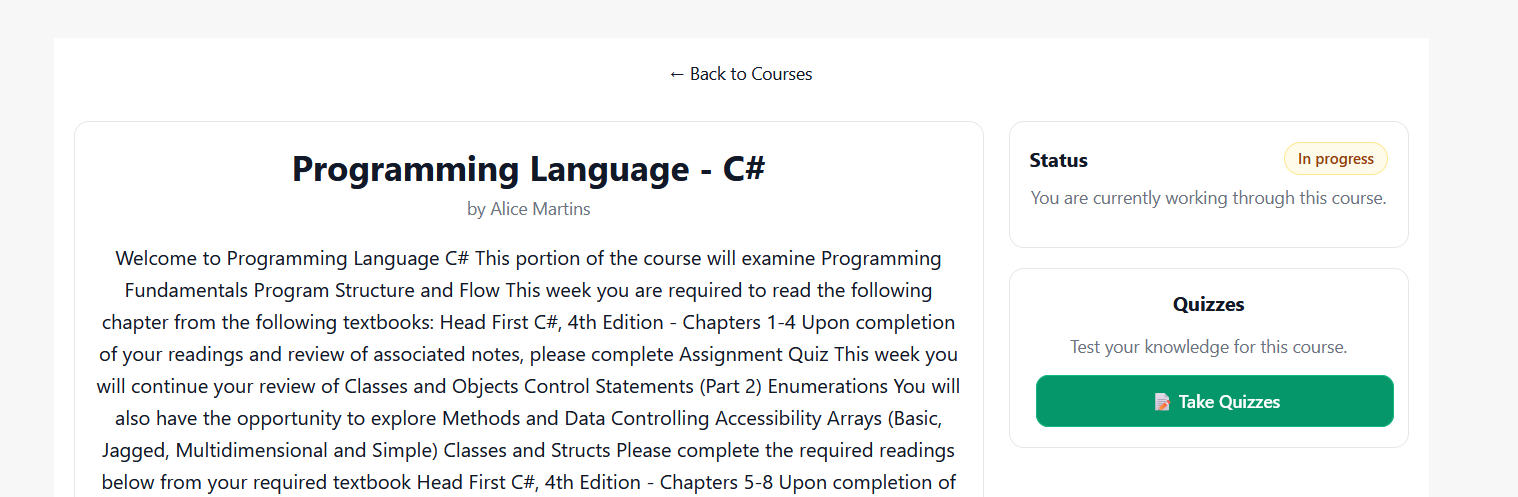 ← Back to Courses
Programming Language - C#
by Alice Martins
Welcome to Programming Language C# This portion of the course will examine Programming
Fundamentals Program Structure and Flow This week you are required to read the following
chapter from the following textbooks: Head First C#, 4th Edition - Chapters 1-4 Upon completion
of your readings and review of associated notes, please complete Assignment Quiz This week you
will continue your review of Classes and Objects Control Statements (Part 2) Enumerations You will
also have the opportunity to explore Methods and Data Controlling Accessibility Arrays (Basic,
Jagged, Multidimensional and Simple) Classes and Structs Please complete the required readings
below from your required textbook Head First C#, 4th Edition - Chapters 5-8 Upon completion of
Status
In progress
You are currently working through this course.
Quizzes
Test your knowledge for this course.
📝 Take Quizzes